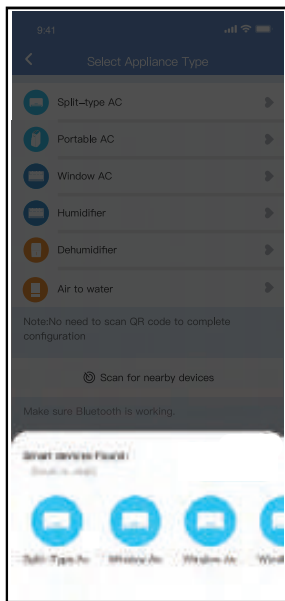 9:41
Select Appliance Type
Split–type AC
Portable AC
Window AC
Humidifier
Dehumidifier
Air to water
Note:No need to scan QR code to complete
configuration
Scan for nearby devices
Make sure Bluetooth is working.
Smart devices Found:
Split-Type Ac Window Ac Window Ac